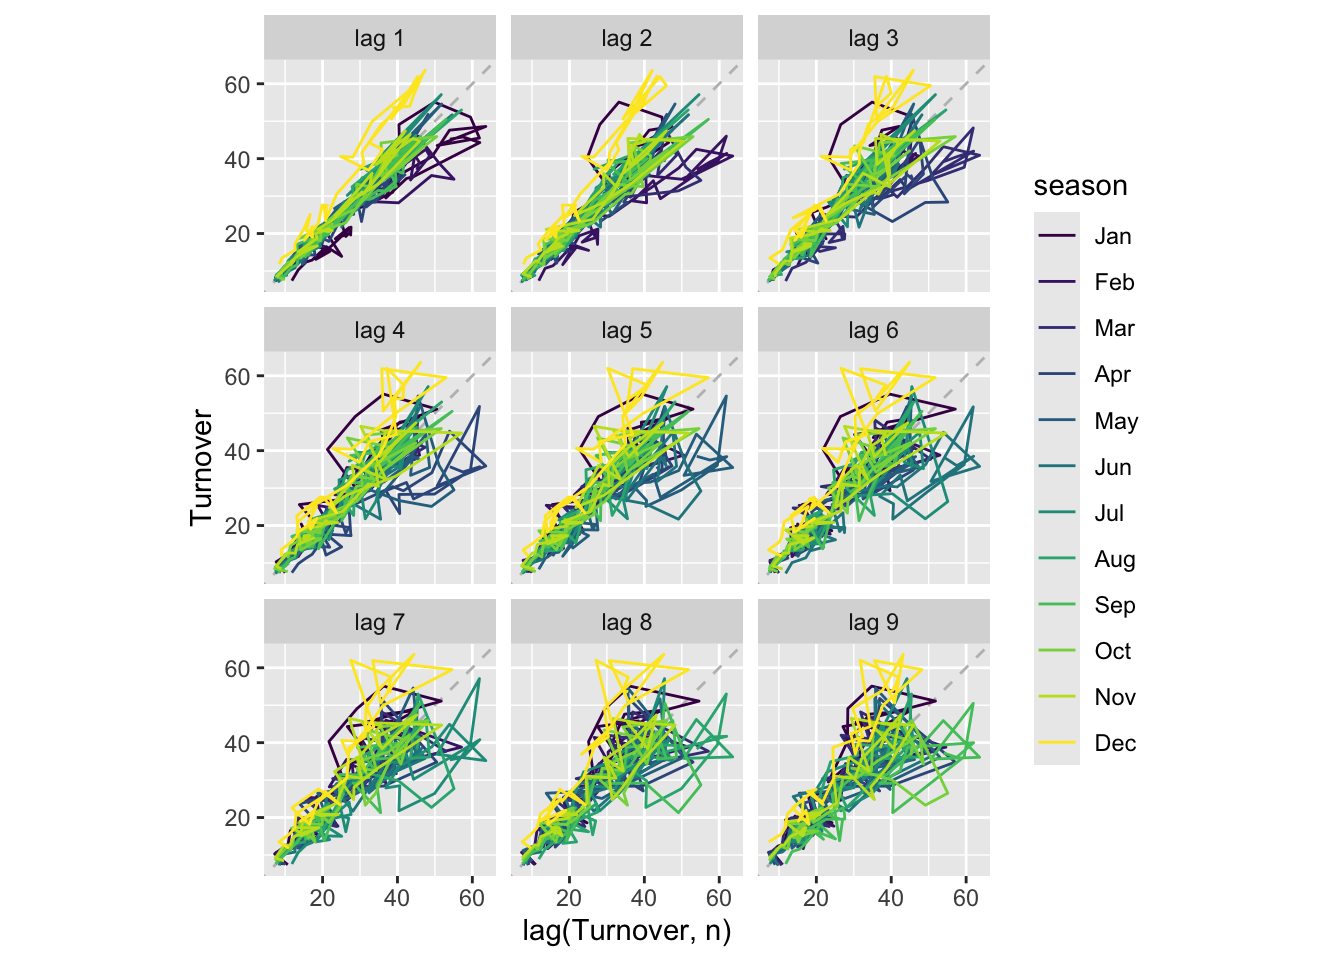 lag 1 lag 2 lag 3
60
40
20
lag 4 lag 5 lag 6
60
40
20
lag 7 lag 8 lag 9
60
40
20
20 40 60 20 40 60 20 40 60
lag(Turnover, n)
Turnover
season
Jan
Feb
Mar
Apr
May
Jun
Jul
Aug
Sep
Oct
Nov
Dec